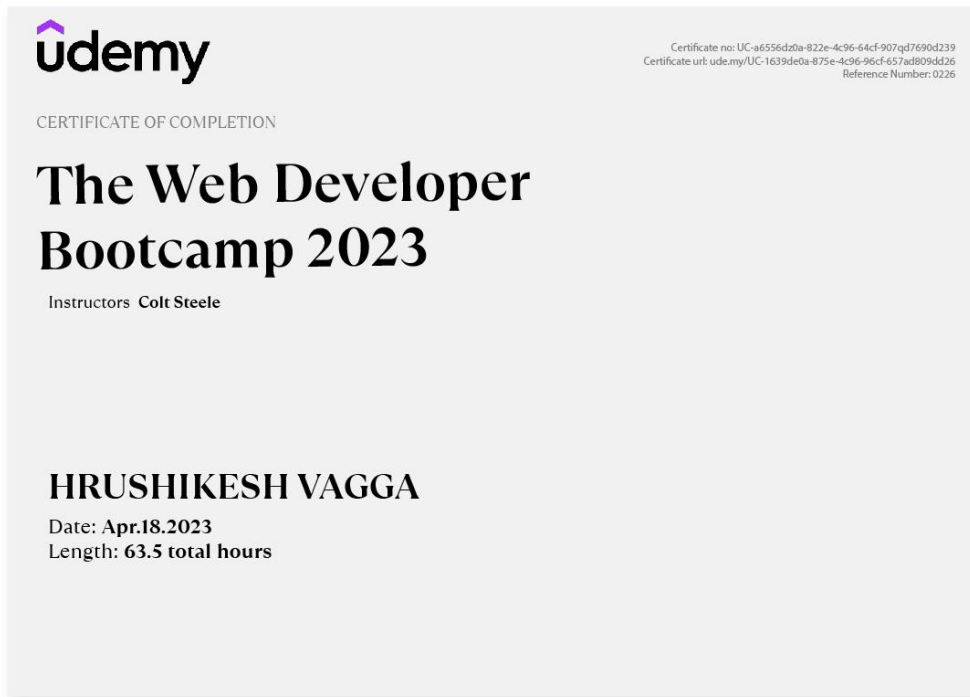 udemy
Certificate no: UC-a6556dz0a-822e-4c96-64cf-907qd7690d239
Certificate url: ude.my/UC-1639de0a-875e-4c96-96cf-657ad809dd26
Reference Number: 0226
CERTIFICATE OF COMPLETION
The Web Developer
Bootcamp 2023
Instructors Colt Steele
HRUSHIKESH VAGGA
Date: Apr.18.2023
Length: 63.5 total hours